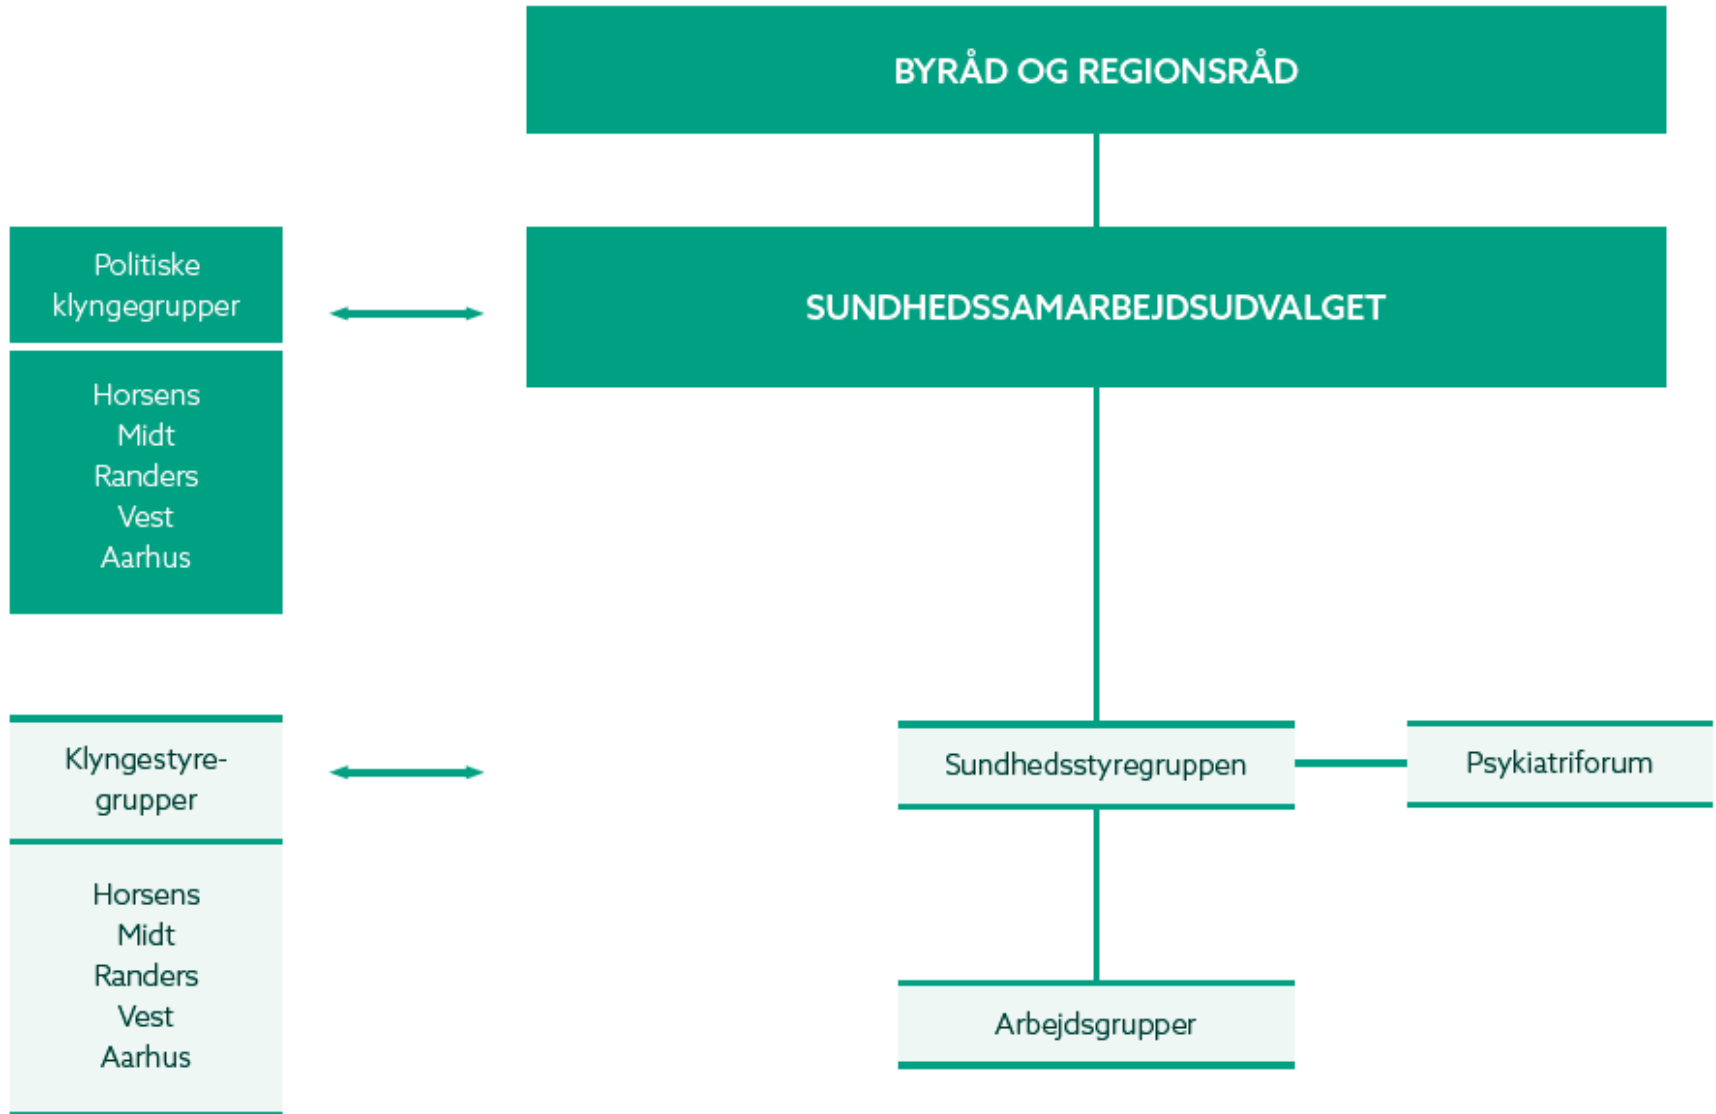 BYRÅD OG REGIONSRÅD
Politiske
klyngegrupper
SUNDHEDSSAMARBEJDSUDVALGET
Horsens
Midt
Randers
Vest
Aarhus
Klyngestyre-
grupper
Sundhedsstyregruppen
Psykiatriforum
Horsens
Midt
Randers
Vest
Aarhus
Arbejdsgrupper